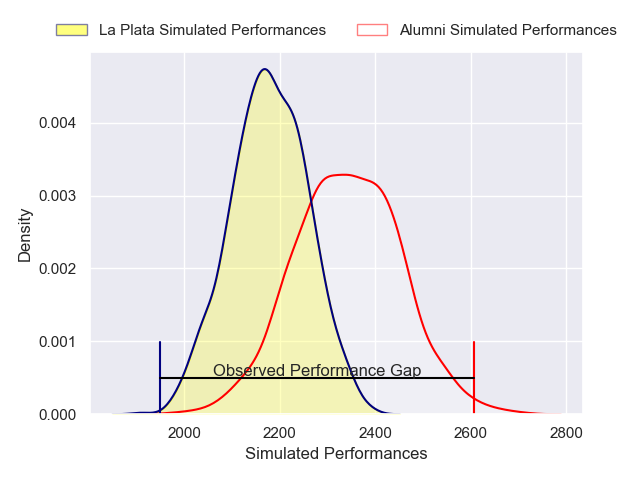 La Plata Simulated Performances
Alumni Simulated Performances
Density
0.004
0.003
0.002
0.001
0.000
Observed Performance Gap
2000 2200 2400 2600 2800
Simulated Performances